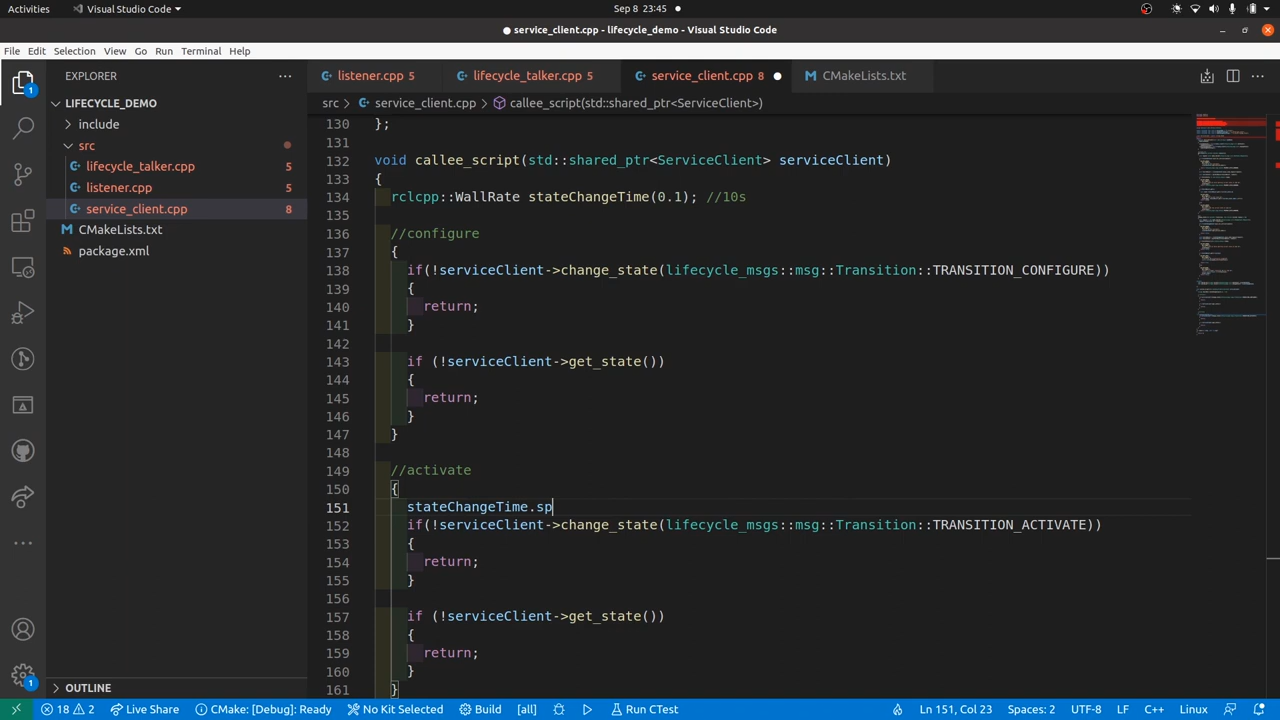 Activities
Visual Studio Code
Sep 8 23:45
service_client.cpp - lifecycle_demo - Visual Studio Code
File Edit Selection View Go Run Terminal Help
EXPLORER
LIFECYCLE_DEMO
include
src
lifecycle_talker.cpp 5
listener.cpp 5
service_client.cpp 8
CMakeLists.txt
package.xml
OUTLINE
1
1
listener.cpp 5
lifecycle_talker.cpp 5
service_client.cpp 8
CMakeLists.txt
src > service_client.cpp > callee_script(std::shared_ptr<ServiceClient>)
130 };
131
132 void callee_script(std::shared_ptr<ServiceClient> serviceClient)
133 {
134 rclcpp::WallRate stateChangeTime(0.1); //10s
135
136 //configure
137 {
138 if(!serviceClient->change_state(lifecycle_msgs::msg::Transition::TRANSITION_CONFIGURE))
139 {
140 return;
141 }
142
143 if (!serviceClient->get_state())
144 {
145 return;
146 }
147 }
148
149 //activate
150 {
151 stateChangeTime.sp
152 if(!serviceClient->change_state(lifecycle_msgs::msg::Transition::TRANSITION_ACTIVATE))
153 {
154 return;
155 }
156
157 if (!serviceClient->get_state())
158 {
159 return;
160 }
161 }
18 2 Live Share CMake: [Debug]: Ready No Kit Selected Build [all] Run CTest Ln 151, Col 23 Spaces: 2 UTF-8 LF C++ Linux